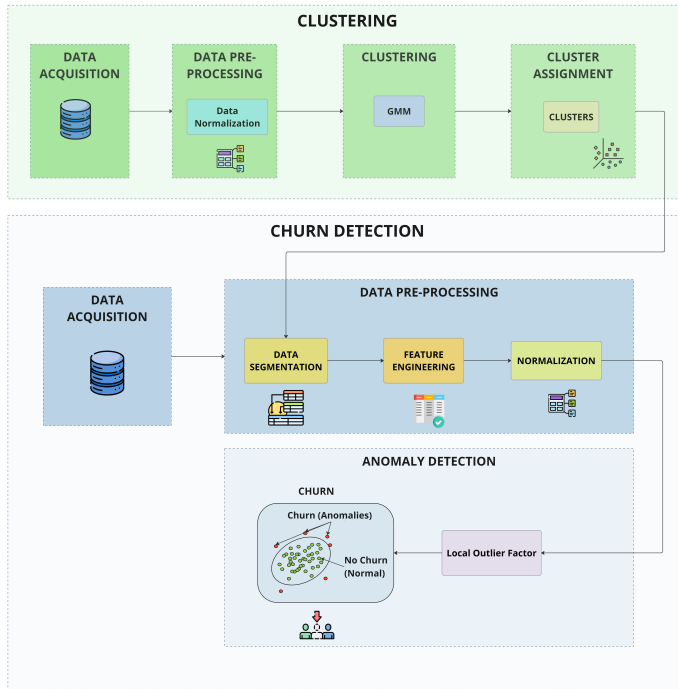 CLUSTERING
DATA
ACQUISITION
DATA PRE-
PROCESSING
Data
Normalization
CLUSTERING
GMM
CLUSTER
ASSIGNMENT
CLUSTERS
CHURN DETECTION
DATA
ACQUISITION
DATA PRE-PROCESSING
DATA
SEGMENTATION
FEATURE
ENGINEERING
NORMALIZATION
ANOMALY DETECTION
CHURN
Churn (Anomalies)
No Churn
(Normal)
Local Outlier Factor